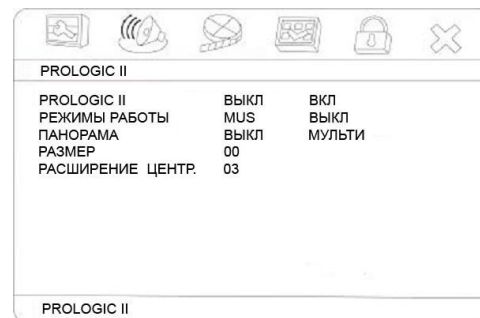 PROLOGIC II
PROLOGIC II ВЫКЛ ВКЛ
РЕЖИМЫ РАБОТЫ MUS ВЫКЛ
ПАНОРАМА ВЫКЛ МУЛЬТИ
РАЗМЕР 00
РАСШИРЕНИЕ ЦЕНТР. 03
PROLOGIC II